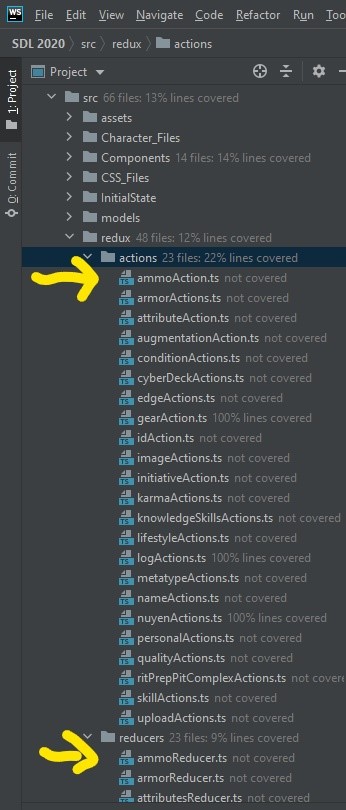 WS File Edit View Navigate Code Refactor Run To
SDL 2020 src redux actions
Project
1: Project
0: Commit
src 66 files: 13% lines covered
assets
Character_Files
Components 14 files: 14% lines covered
CSS_Files
InitialState
models
redux 48 files: 12% lines covered
actions 23 files: 22% lines covered
ammoAction.ts not covered
armorActions.ts not covered
attributeAction.ts not covered
augmentationAction.ts not covered
conditionActions.ts not covered
cyberDeckActions.ts not covered
edgeActions.ts not covered
gearAction.ts 100% lines covered
idAction.ts not covered
imageActions.ts not covered
initiativeAction.ts not covered
karmaActions.ts not covered
knowledgeSkillsActions.ts not covered
lifestyleActions.ts not covered
logActions.ts 100% lines covered
metatypeActions.ts not covered
nameActions.ts not covered
nuyenActions.ts 100% lines covered
personalActions.ts not covered
qualityActions.ts not covered
ritPrepPitComplexActions.ts not covere
skillActions.ts not covered
uploadActions.ts not covered
reducers 23 files: 9% lines covered
ammoReducer.ts not covered
armorReducer.ts not covered
attributesReducer.ts not covered